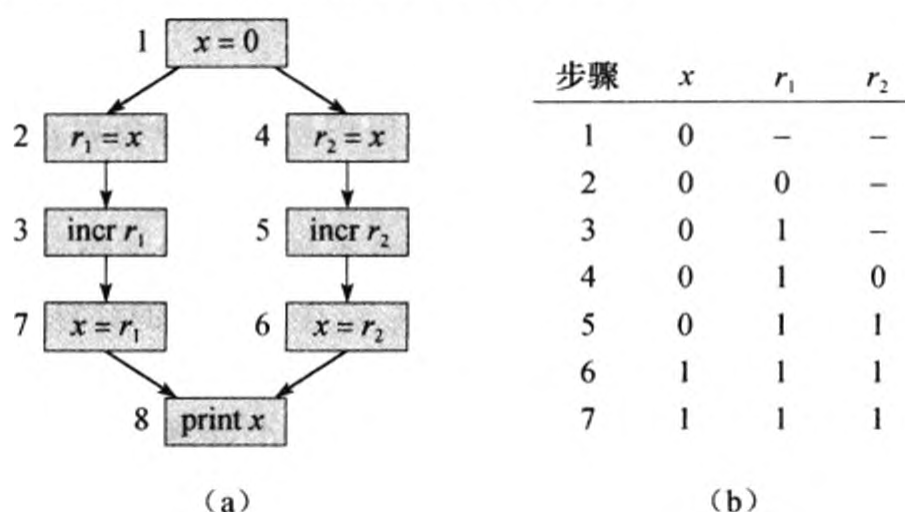 1 x = 0
2 r₁ = x
4 r₂ = x
3 incr r₁
5 incr r₂
7 x = r₁
6 x = r₂
8 print x
(a)
步骤 x r₁ r₂
1 0 – –
2 0 0 –
3 0 1 –
4 0 1 0
5 0 1 1
6 1 1 1
7 1 1 1
(b)